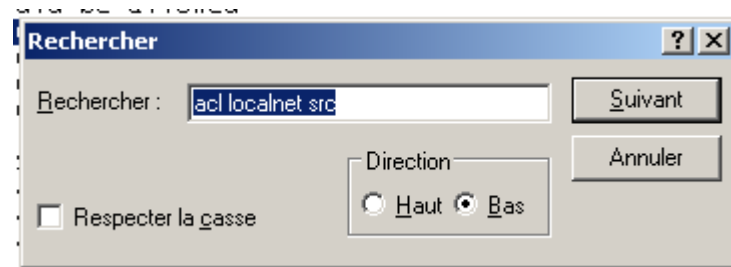 Rechercher
Rechercher : acl localnet src Suivant
Direction Annuler
Respecter la casse Haut Bas